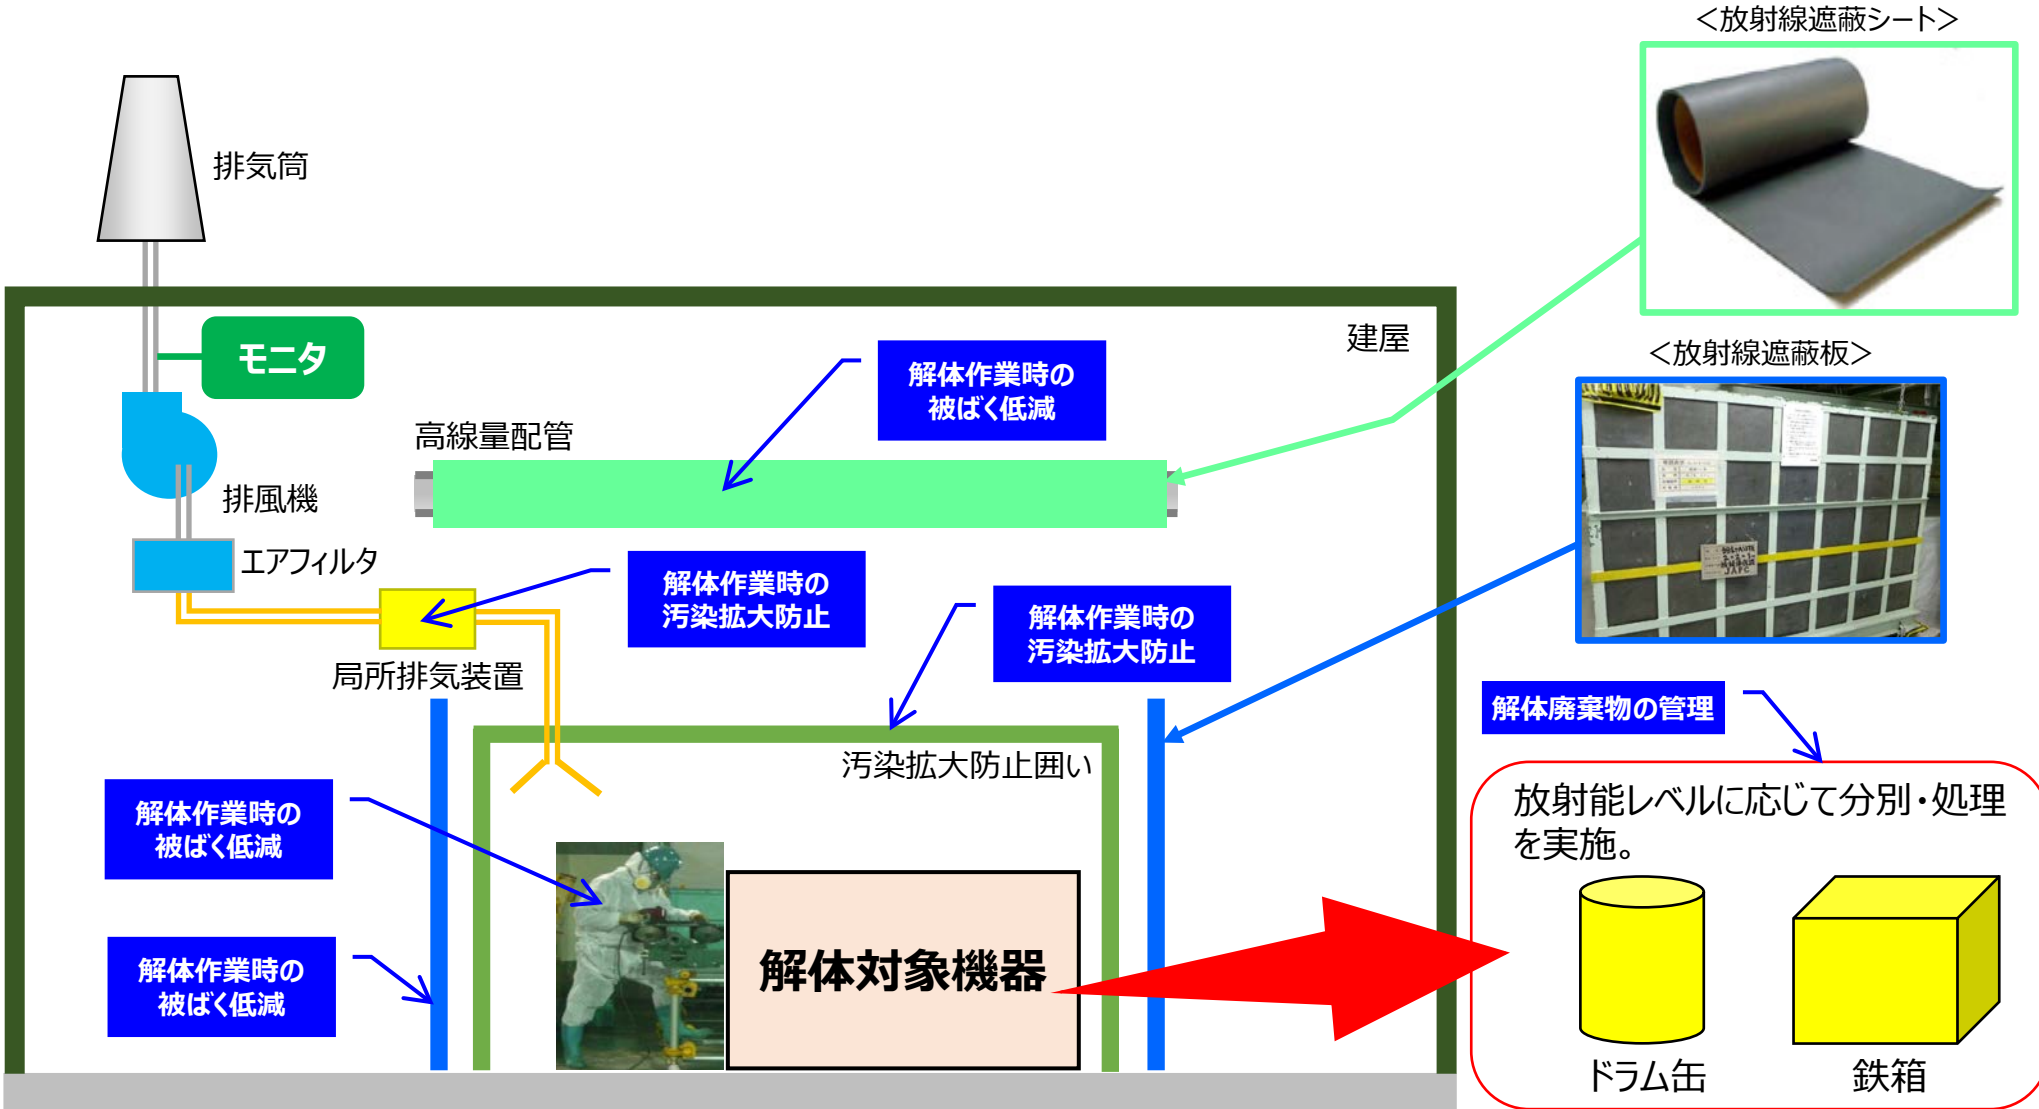 ＜放射線遮蔽シート＞
排気筒
モニタ
建屋
＜放射線遮蔽板＞
解体作業時の
被ばく低減
高線量配管
排風機
エアフィルタ
解体作業時の
汚染拡大防止
解体作業時の
汚染拡大防止
局所排気装置
解体廃棄物の管理
汚染拡大防止囲い
放射能レベルに応じて分別・処理
を実施。
解体作業時の
被ばく低減
解体対象機器
解体作業時の
被ばく低減
ドラム缶
鉄箱